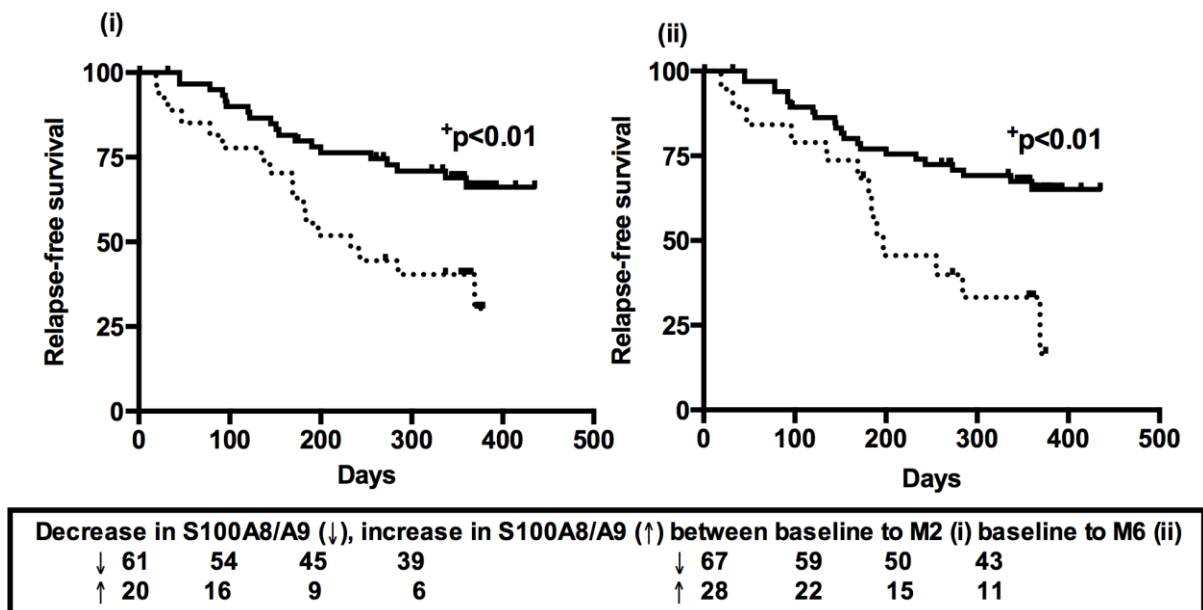 (i)
(ii)
100
75
50
25
0
Relapse-free survival
+p<0.01
0 100 200 300 400 500
Days
100
75
50
25
0
Relapse-free survival
+p<0.01
0 100 200 300 400 500
Days
Decrease in S100A8/A9 (↓), increase in S100A8/A9 (↑) between baseline to M2 (i) baseline to M6 (ii)
↓ 61 54 45 39 ↓ 67 59 50 43
↑ 20 16 9 6 ↑ 28 22 15 11